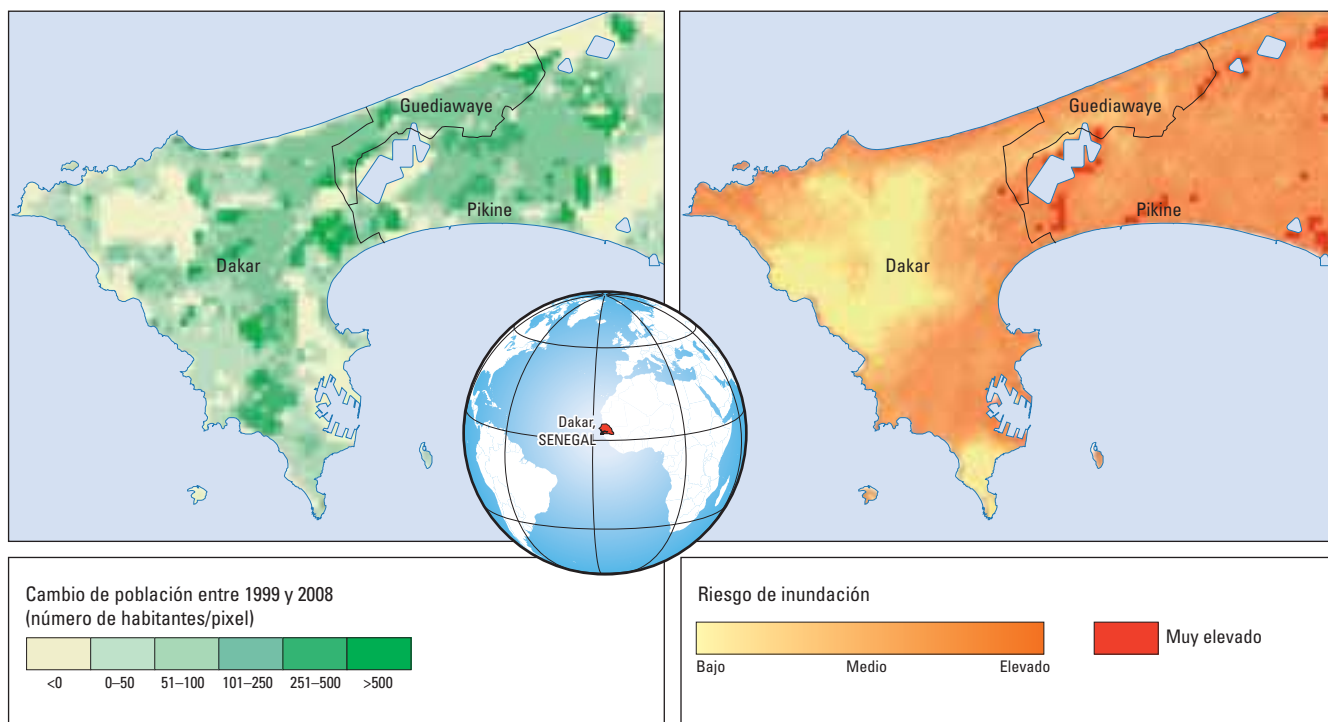 Guediawaye
Pikine
Dakar
Guediawaye
Pikine
Dakar
Dakar,
SENEGAL
Cambio de población entre 1999 y 2008
(número de habitantes/pixel)
<0 0–50 51–100 101–250 251–500 >500
Riesgo de inundación
Bajo Medio Elevado
Muy elevado